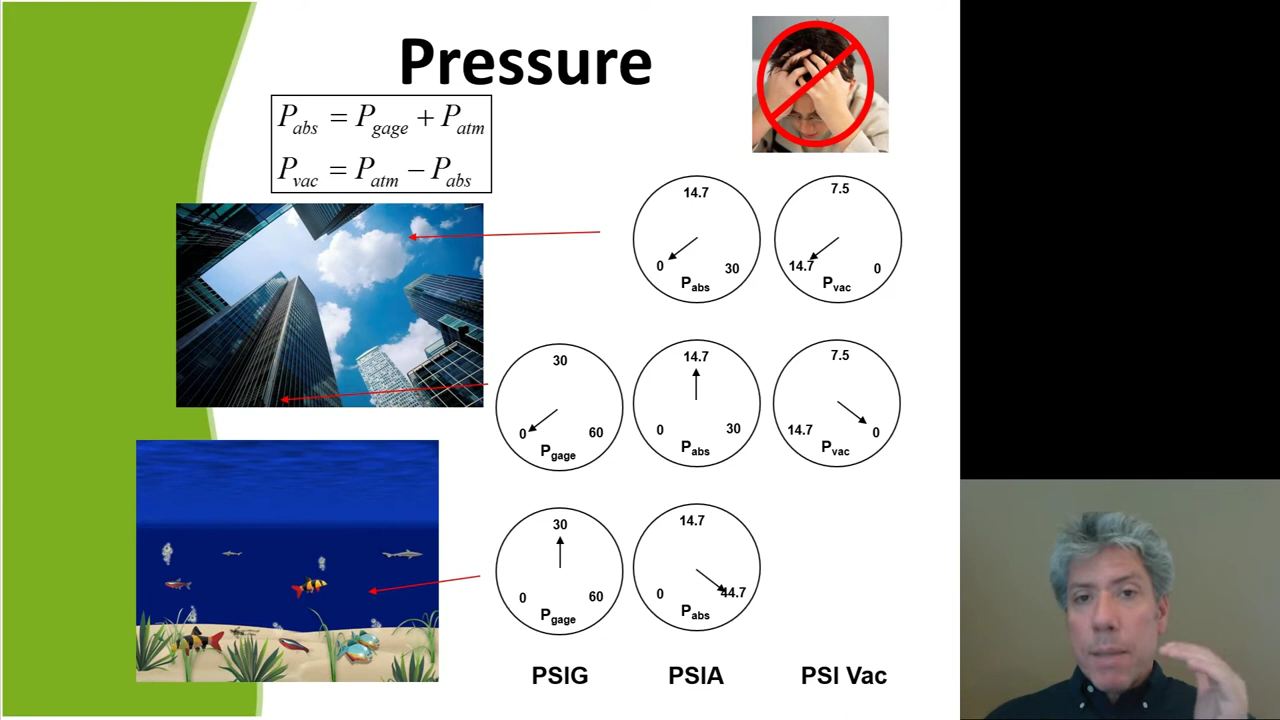 Pressure
P_abs = P_gage + P_atm
P_vac = P_atm − P_abs
14.7
0
30
P_abs
7.5
14.7
0
P_vac
30
0
60
P_gage
14.7
0
30
P_abs
7.5
14.7
0
P_vac
30
0
60
P_gage
14.7
0
44.7
P_abs
PSIG
PSIA
PSI Vac